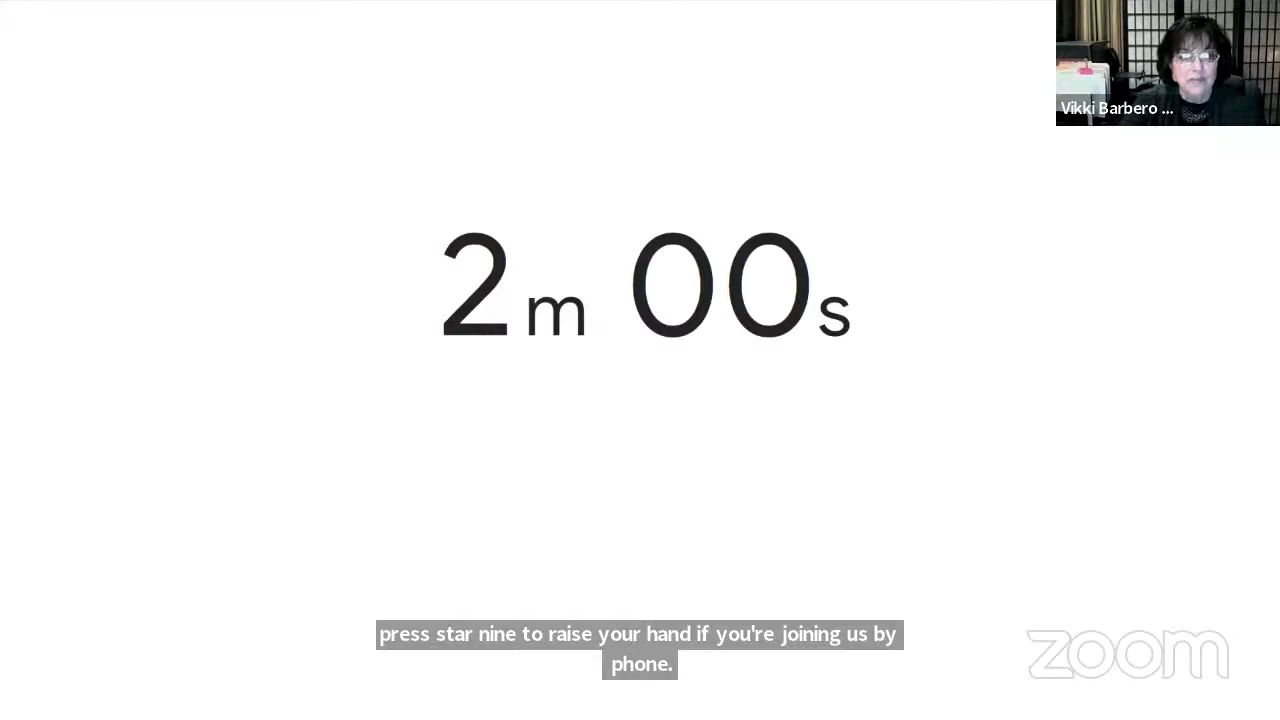 Vikki Barbero ...
2m 00s
press star nine to raise your hand if you're joining us by
phone.
zoom